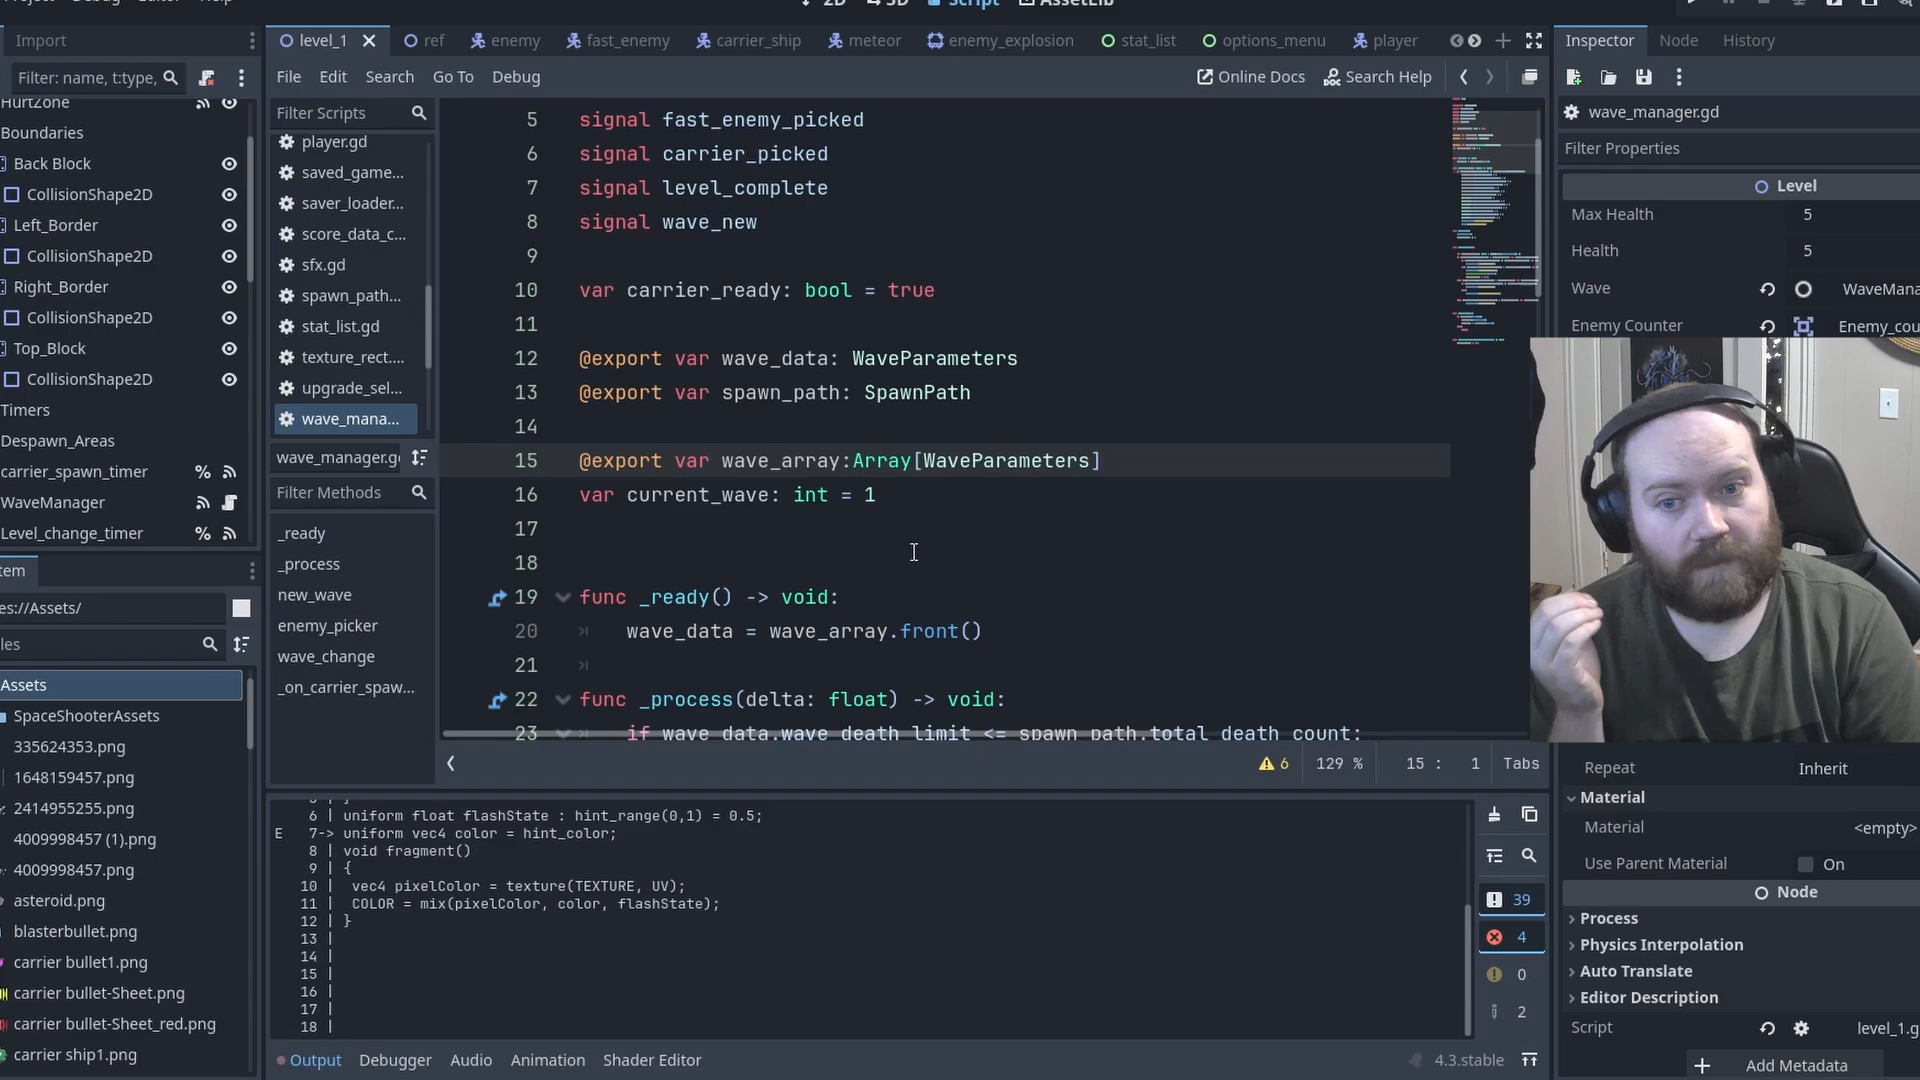 Script
AssetLib
Import
level_1
ref
enemy
fast_enemy
carrier_ship
meteor
enemy_explosion
stat_list
options_menu
player
Inspector
Node
History
Filter: name, t:type,
File
Edit
Search
Go To
Debug
Online Docs
Search Help
HurtZone
Boundaries
Back Block
CollisionShape2D
Left_Border
CollisionShape2D
Right_Border
CollisionShape2D
Top_Block
CollisionShape2D
Timers
Despawn_Areas
carrier_spawn_timer
WaveManager
Level_change_timer
tem
es://Assets/
les
Assets
SpaceShooterAssets
335624353.png
1648159457.png
2414955255.png
4009998457 (1).png
4009998457.png
asteroid.png
blasterbullet.png
carrier bullet1.png
carrier bullet-Sheet.png
carrier bullet-Sheet_red.png
carrier ship1.png
Filter Scripts
player.gd
saved_game...
saver_loader...
score_data_c...
sfx.gd
spawn_path...
stat_list.gd
texture_rect....
upgrade_sel...
wave_mana...
wave_manager.g
Filter Methods
_ready
_process
new_wave
enemy_picker
wave_change
_on_carrier_spaw...
5 signal fast_enemy_picked
6 signal carrier_picked
7 signal level_complete
8 signal wave_new
9
10 var carrier_ready: bool = true
11
12 @export var wave_data: WaveParameters
13 @export var spawn_path: SpawnPath
14
15 @export var wave_array:Array[WaveParameters]
16 var current_wave: int = 1
17
18
19 func _ready() -> void:
20 wave_data = wave_array.front()
21
22 func _process(delta: float) -> void:
23 if wave_data.wave_death_limit <= spawn_path.total_death_count:
6
129 %
15 : 1
Tabs
6 | uniform float flashState : hint_range(0,1) = 0.5;
E 7-> uniform vec4 color = hint_color;
8 | void fragment()
9 | {
10 | vec4 pixelColor = texture(TEXTURE, UV);
11 | COLOR = mix(pixelColor, color, flashState);
12 | }
13 |
14 |
15 |
16 |
17 |
18 |
39
4
0
2
Output
Debugger
Audio
Animation
Shader Editor
4.3.stable
wave_manager.gd
Filter Properties
Level
Max Health 5
Health 5
Wave WaveMana
Enemy Counter Enemy_cou
Repeat Inherit
Material
Material <empty>
Use Parent Material On
Node
Process
Physics Interpolation
Auto Translate
Editor Description
Script level_1.g
Add Metadata